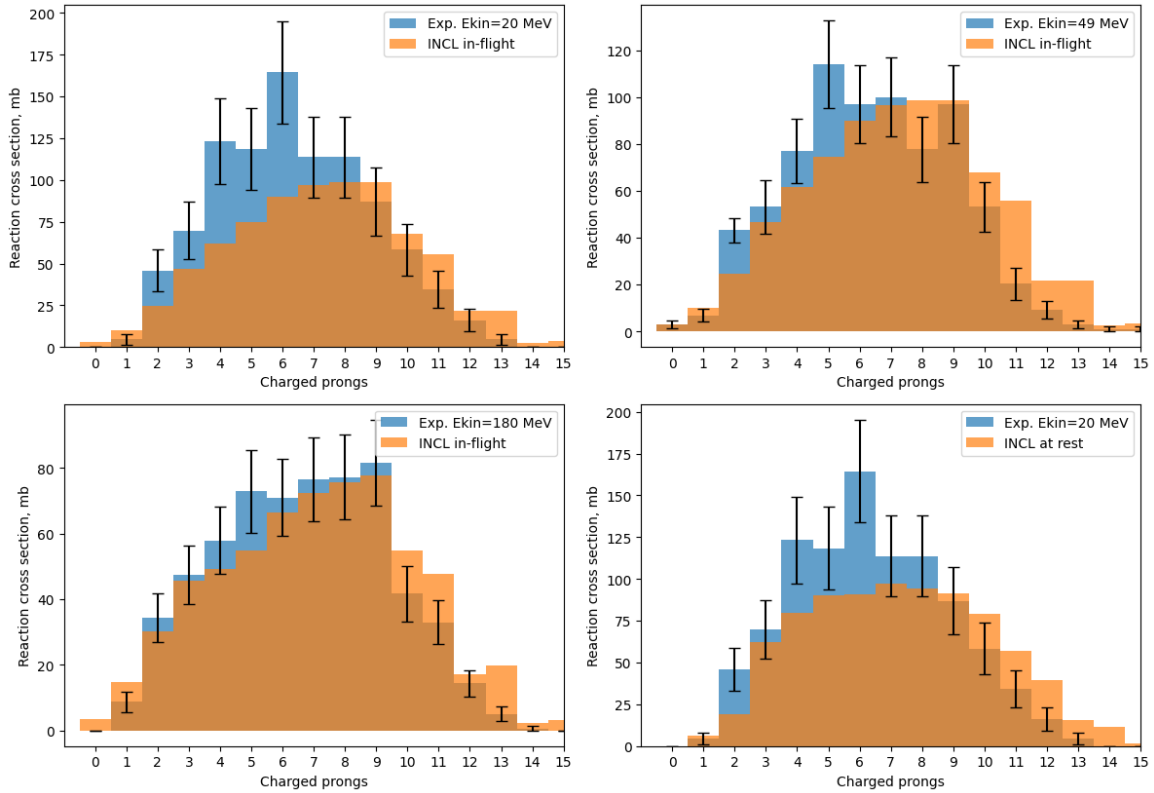 200
175
150
125
100
75
50
25
0
Reaction cross section, mb
Exp. Ekin=20 MeV
INCL in-flight
0 1 2 3 4 5 6 7 8 9 10 11 12 13 14 15
Charged prongs
120
100
80
60
40
20
0
Reaction cross section, mb
Exp. Ekin=49 MeV
INCL in-flight
0 1 2 3 4 5 6 7 8 9 10 11 12 13 14 15
Charged prongs
80
60
40
20
0
Reaction cross section, mb
Exp. Ekin=180 MeV
INCL in-flight
0 1 2 3 4 5 6 7 8 9 10 11 12 13 14 15
Charged prongs
200
175
150
125
100
75
50
25
0
Reaction cross section, mb
Exp. Ekin=20 MeV
INCL at rest
0 1 2 3 4 5 6 7 8 9 10 11 12 13 14 15
Charged prongs